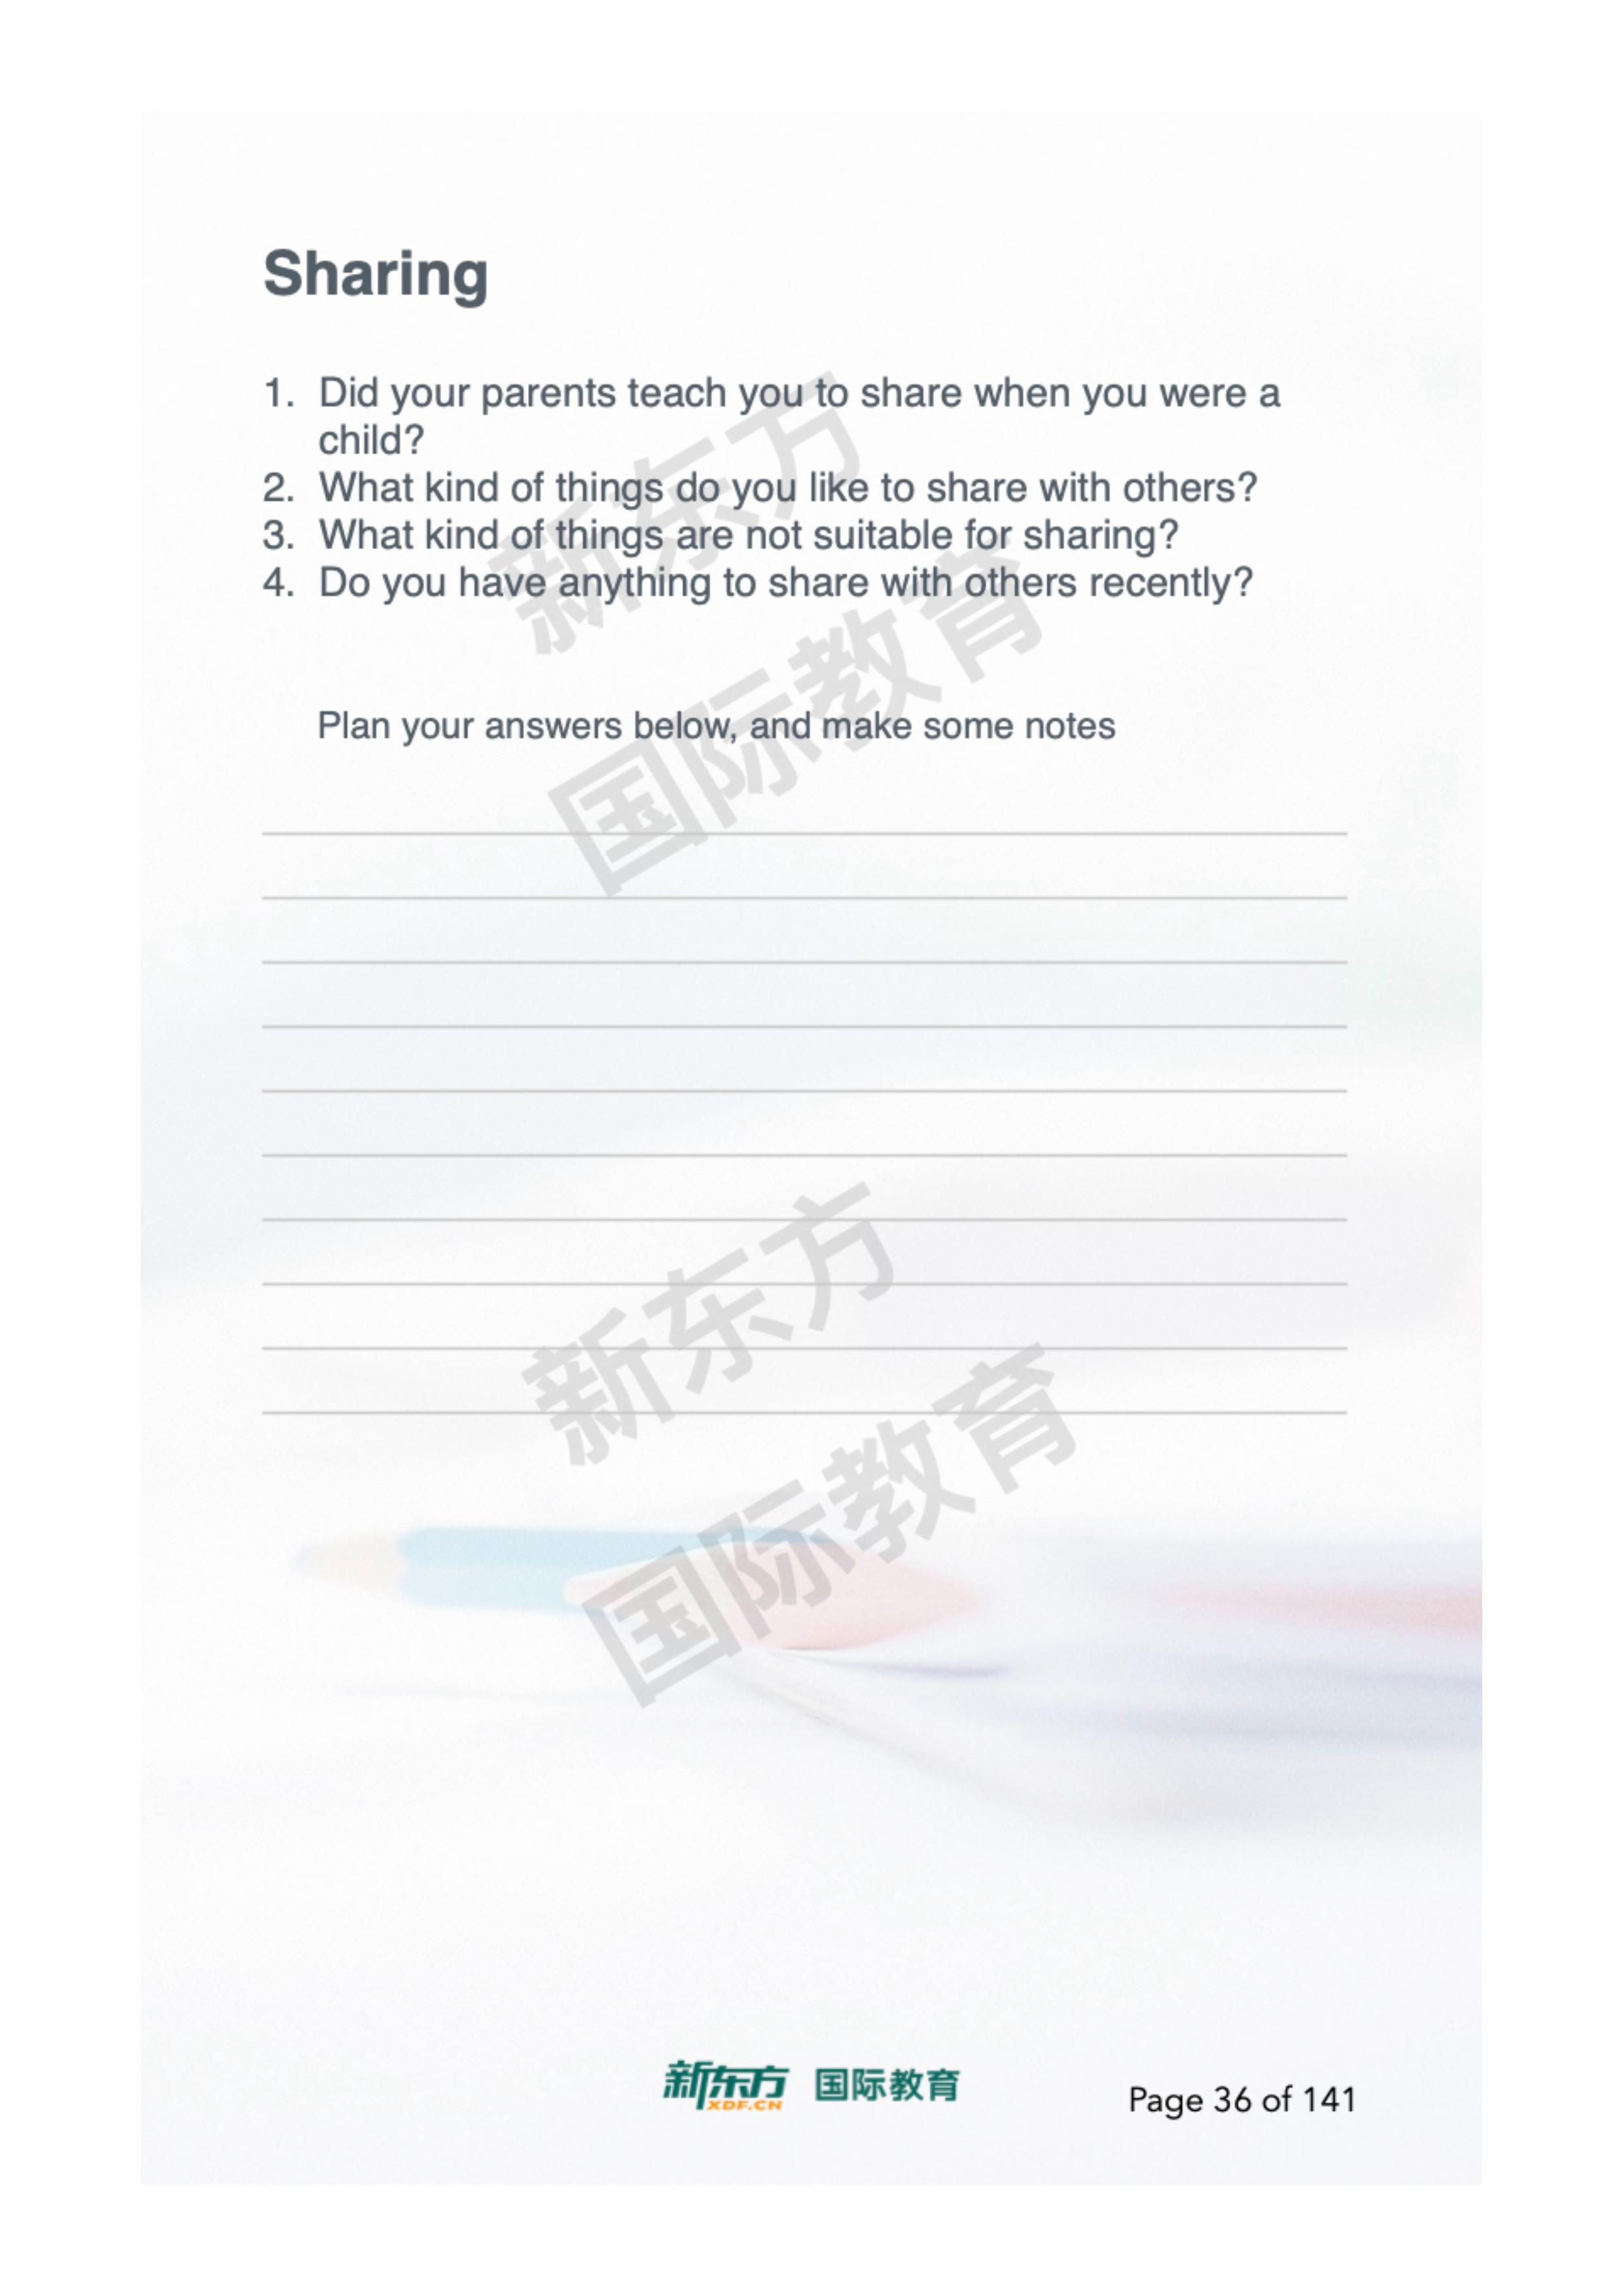 Sharing
1. Did your parents teach you to share when you were a
child?
2. What kind of things do you like to share with others?
3. What kind of things are not suitable for sharing?
4. Do you have anything to share with others recently?
Plan your answers below, and make some notes
新东方
国际教育
新东方
国际教育
新东方 国际教育
XDF.CN
Page 36 of 141